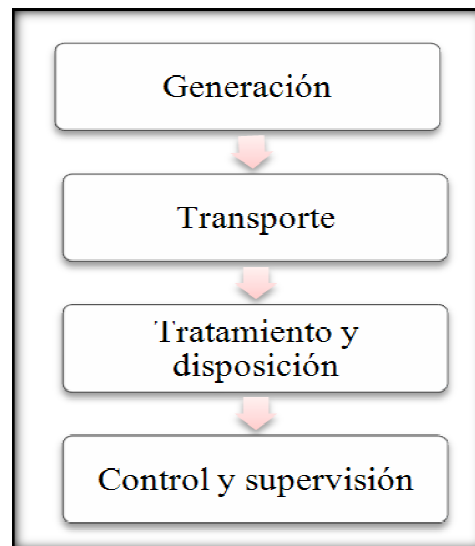 Generación
Transporte
Tratamiento y
disposición
Control y supervisión